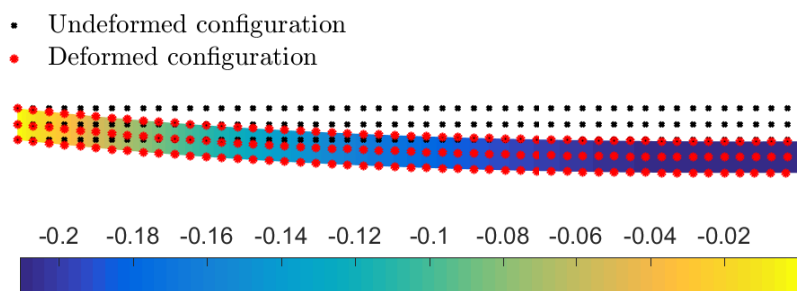 Undeformed configuration
Deformed configuration
-0.2 -0.18 -0.16 -0.14 -0.12 -0.1 -0.08 -0.06 -0.04 -0.02